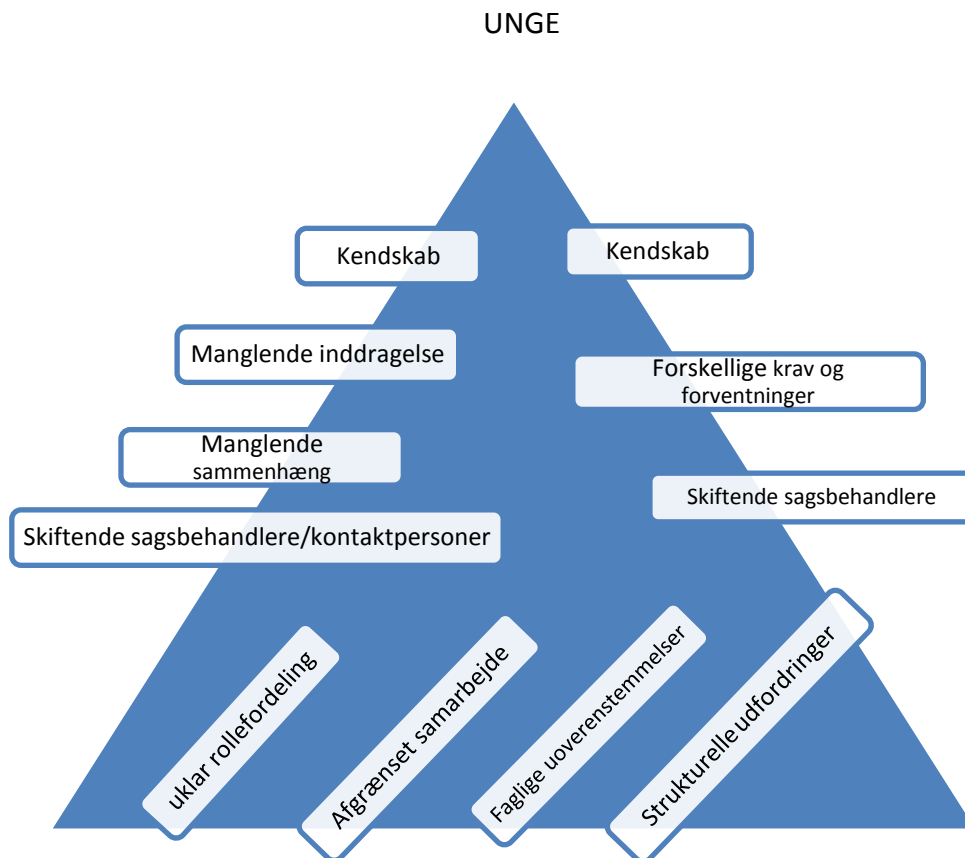 UNGE
Kendskab
Kendskab
Manglende inddragelse
Forskellige krav og
forventninger
Manglende
sammenhæng
Skiftende sagsbehandlere
Skiftende sagsbehandlere/kontaktpersoner
uklar rollefordeling
Afgrænset samarbejde
Faglige uoverenstemmelser
Strukturelle udfordringer